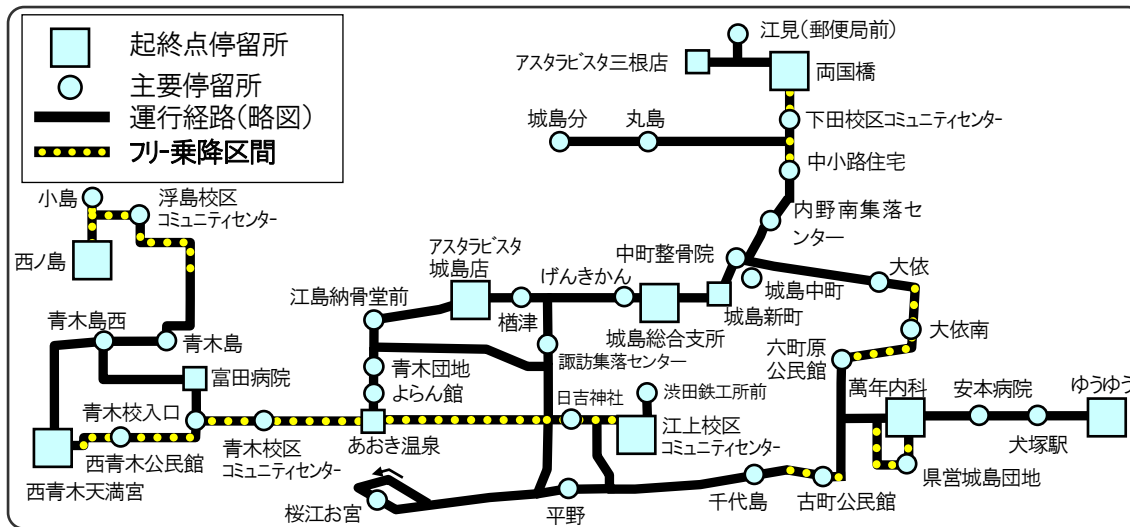 起終点停留所
主要停留所
運行経路(略図)
フリー乗降区間
江見(郵便局前)
アスタラビスタ三根店
両国橋
城島分
丸島
下田校区コミュニティセンター
中小路住宅
小島
浮島校区
コミュニティセンター
内野南集落セ
ンター
西ノ島
アスタラビスタ
城島店
中町整骨院
大依
げんきかん
城島中町
江島納骨堂前
楢津
城島総合支所
城島新町
大依南
青木島西
青木島
諏訪集落センター
六町原
公民館
富田病院
青木団地
よらん館
日吉神社
渋田鉄工所前
萬年内科
安本病院
ゆうゆう
青木校入口
西青木公民館
青木校区
コミュニティセンター
あおき温泉
江上校区
コミュニティセンター
犬塚駅
県営城島団地
西青木天満宮
桜江お宮
平野
千代島
古町公民館